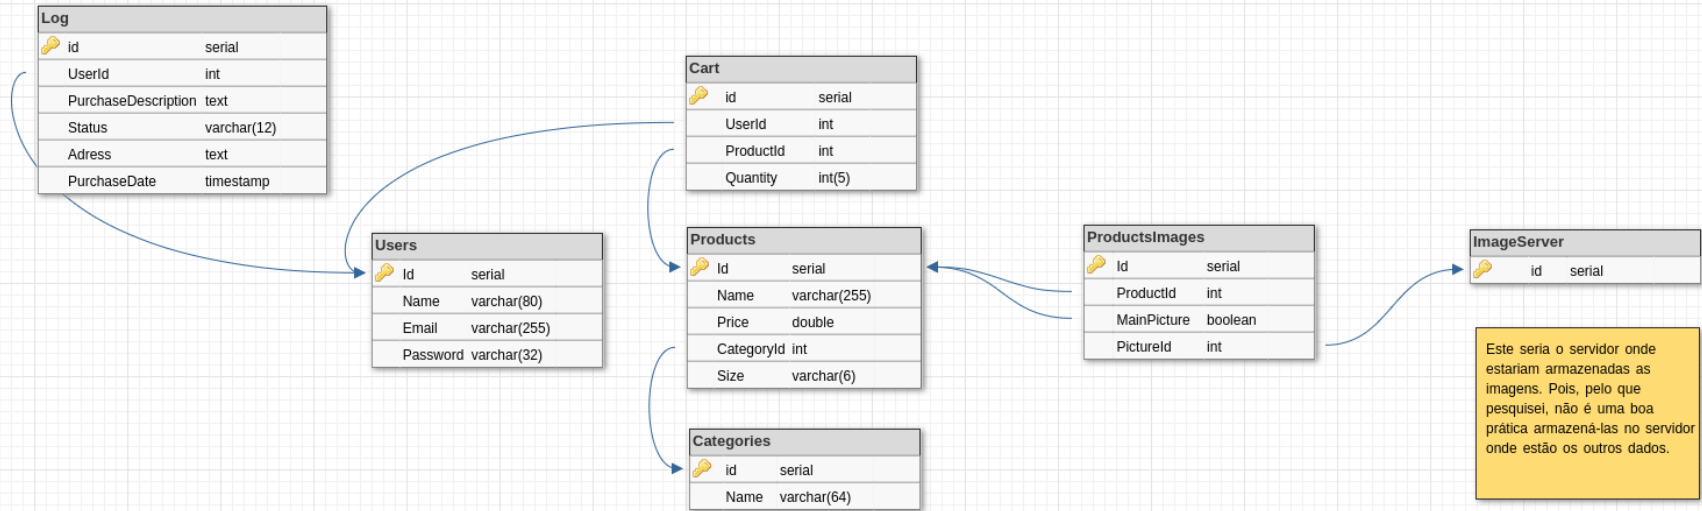 Log
id serial
UserId int
PurchaseDescription text
Status varchar(12)
Adress text
PurchaseDate timestamp
Cart
id serial
UserId int
ProductId int
Quantity int(5)
Users
Id serial
Name varchar(80)
Email varchar(255)
Password varchar(32)
Products
Id serial
Name varchar(255)
Price double
CategoryId int
Size varchar(6)
Categories
id serial
Name varchar(64)
ProductsImages
Id serial
ProductId int
MainPicture boolean
PictureId int
ImageServer
id serial
Este seria o servidor onde
estariam armazenadas as
imagens. Pois, pelo que
pesquisei, não é uma boa
prática armazená-las no servidor
onde estão os outros dados.